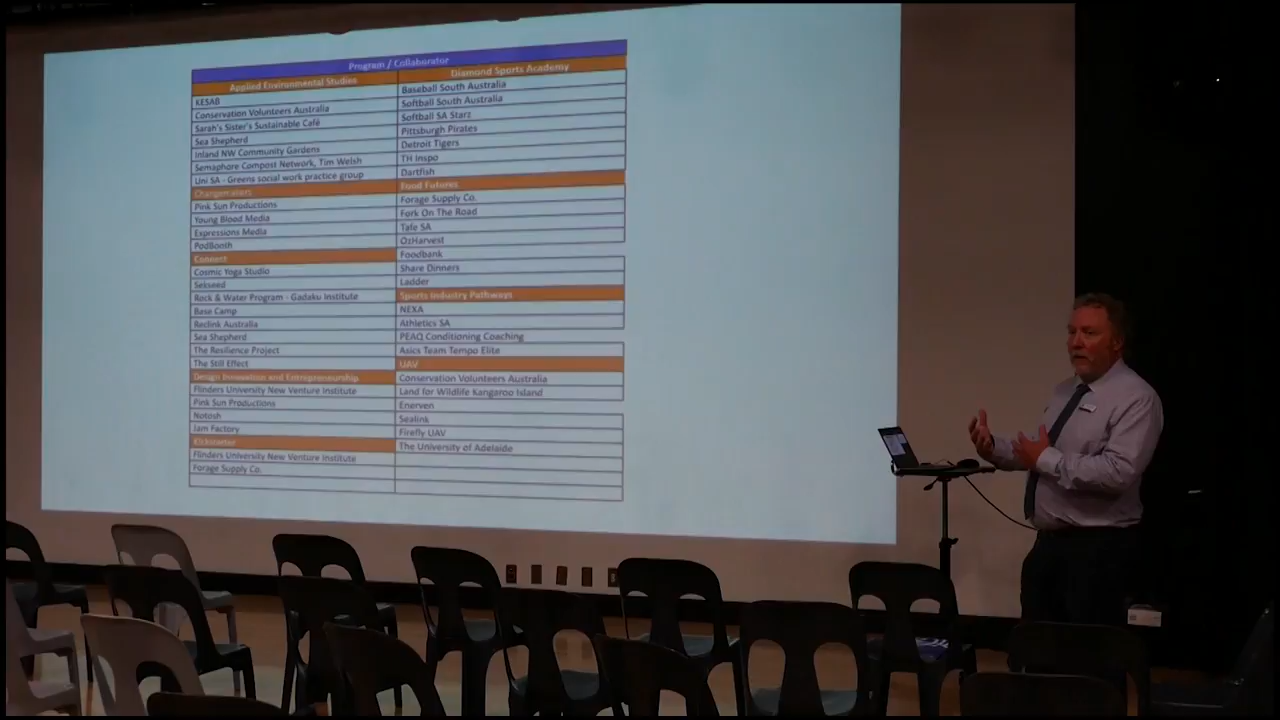 Program / Collaborator
Applied Environmental Studies
KESAB
Conservation Volunteers Australia
Sarah's Sister's Sustainable Café
Sea Shepherd
Inland NW Community Gardens
Semaphore Compost Network, Tim Welsh
Uni SA - Greens social work practice group
Changemakers
Pink Sun Productions
Young Blood Media
Expressions Media
PodBooth
Connect
Cosmic Yoga Studio
Sekseed
Rock & Water Program - Gadaku Institute
Base Camp
Reclink Australia
Sea Shepherd
The Resilience Project
The Still Effect
Design Innovation and Entrepreneurship
Flinders University New Venture Institute
Pink Sun Productions
Notosh
Jam Factory
Kickstarter
Flinders University New Venture Institute
Forage Supply Co.
Diamond Sports Academy
Baseball South Australia
Softball South Australia
Softball SA Starz
Pittsburgh Pirates
Detroit Tigers
TH Inspo
Dartfish
Food Futures
Forage Supply Co.
Fork On The Road
Tafe SA
OzHarvest
Foodbank
Share Dinners
Ladder
Sports Industry Pathways
NEXA
Athletics SA
PEAQ Conditioning Coaching
Asics Team Tempo Elite
UAV
Conservation Volunteers Australia
Land for Wildlife Kangaroo Island
Enerven
Sealink
Firefly UAV
The University of Adelaide